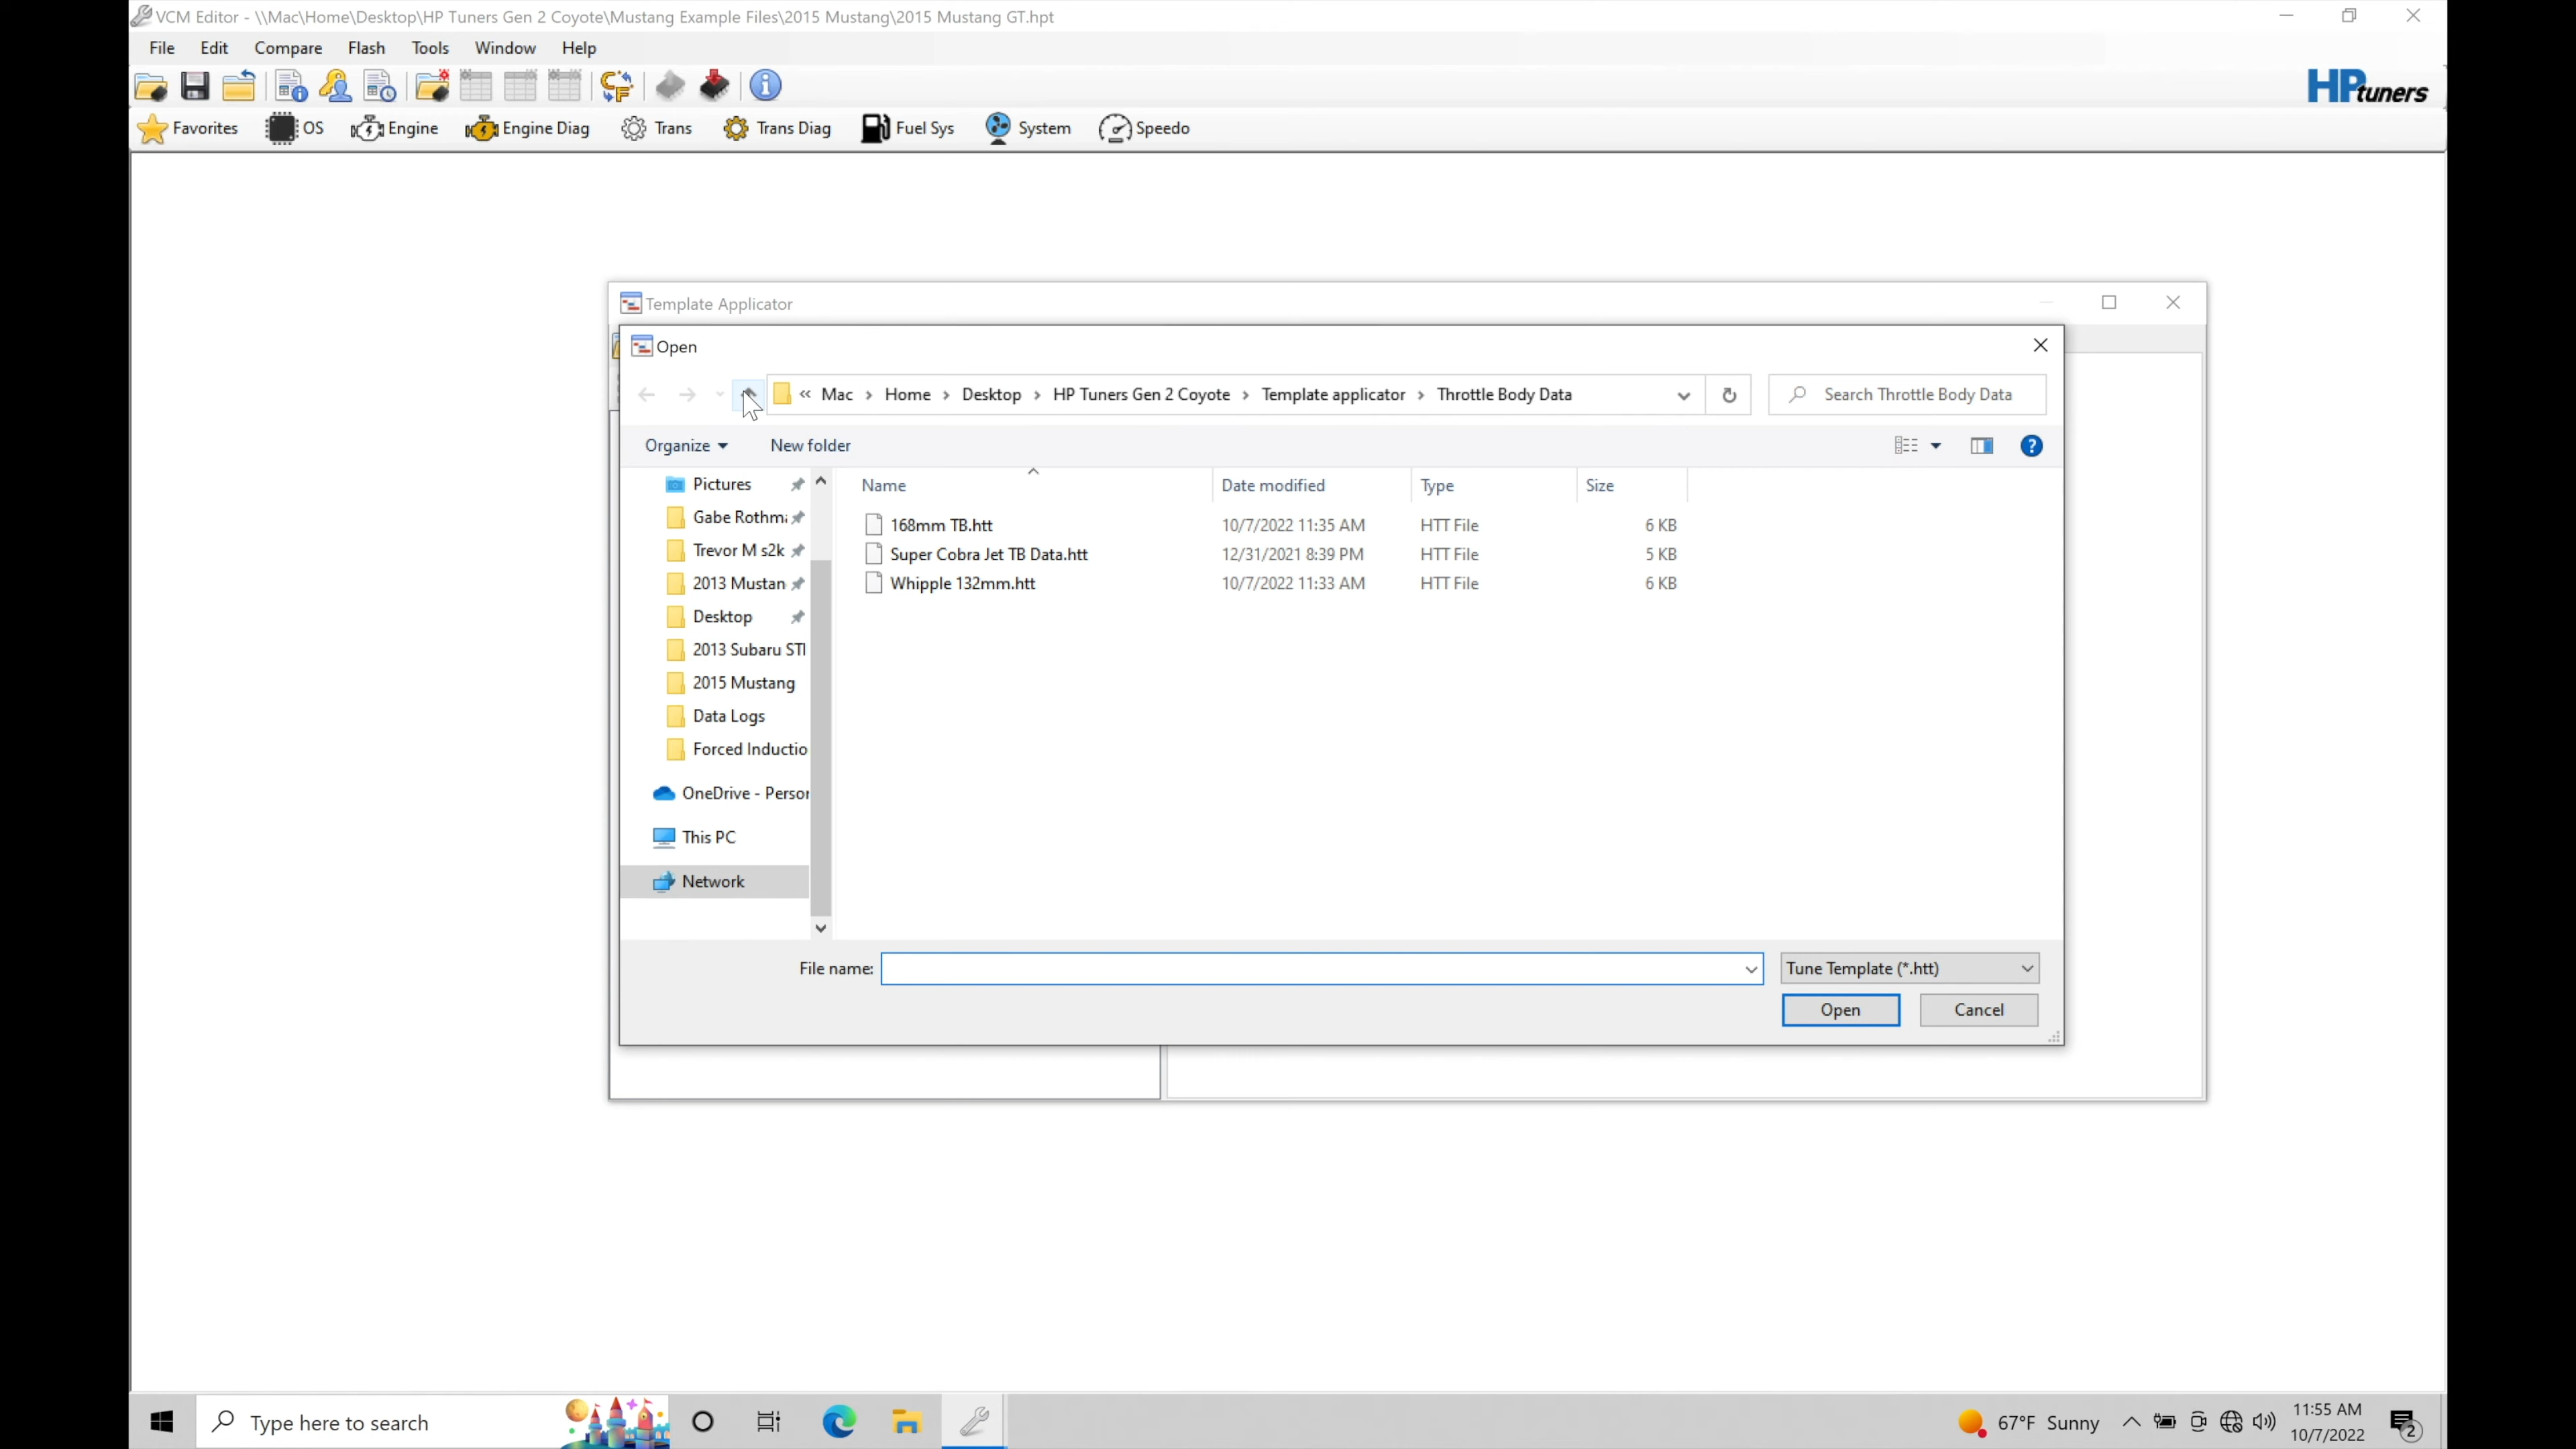 VCM Editor - \\Mac\Home\Desktop\HP Tuners Gen 2 Coyote\Mustang Example Files\2015 Mustang\2015 Mustang GT.hpt
File Edit Compare Flash Tools Window Help
HPtuners
Favorites OS Engine Engine Diag Trans Trans Diag Fuel Sys System Speedo
Template Applicator
Open
« Mac › Home › Desktop › HP Tuners Gen 2 Coyote › Template applicator › Throttle Body Data
Search Throttle Body Data
Organize New folder
Name Date modified Type Size
Pictures
Gabe Rothm
Trevor M s2k
2013 Mustan
Desktop
2013 Subaru STI
2015 Mustang
Data Logs
Forced Inductio
OneDrive - Person
This PC
Network
168mm TB.htt 10/7/2022 11:35 AM HTT File 6 KB
Super Cobra Jet TB Data.htt 12/31/2021 8:39 PM HTT File 5 KB
Whipple 132mm.htt 10/7/2022 11:33 AM HTT File 6 KB
File name:
Tune Template (*.htt)
Open Cancel
Type here to search
67°F Sunny
11:55 AM
10/7/2022
2